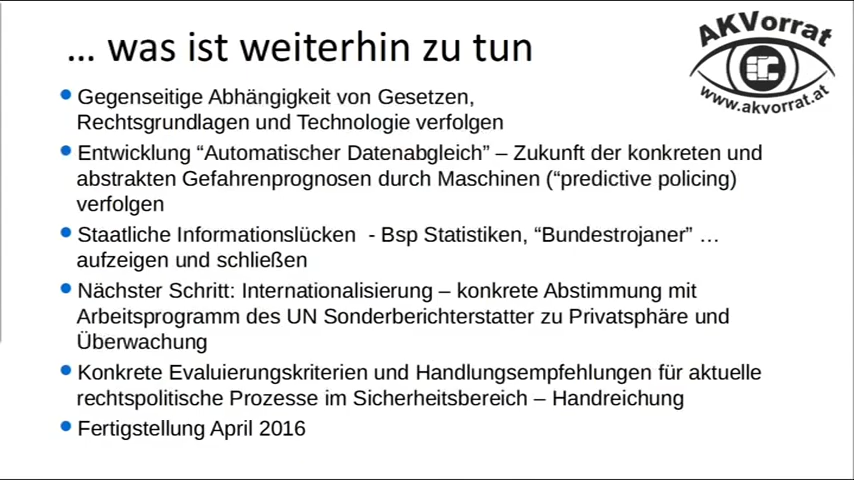 ... was ist weiterhin zu tun
AKVorrat
www.akvorrat.at
Gegenseitige Abhängigkeit von Gesetzen,
Rechtsgrundlagen und Technologie verfolgen
Entwicklung “Automatischer Datenabgleich” – Zukunft der konkreten und
abstrakten Gefahrenprognosen durch Maschinen (“predictive policing)
verfolgen
Staatliche Informationslücken - Bsp Statistiken, “Bundestrojaner” …
aufzeigen und schließen
Nächster Schritt: Internationalisierung – konkrete Abstimmung mit
Arbeitsprogramm des UN Sonderberichterstatter zu Privatsphäre und
Überwachung
Konkrete Evaluierungskriterien und Handlungsempfehlungen für aktuelle
rechtspolitische Prozesse im Sicherheitsbereich – Handreichung
Fertigstellung April 2016